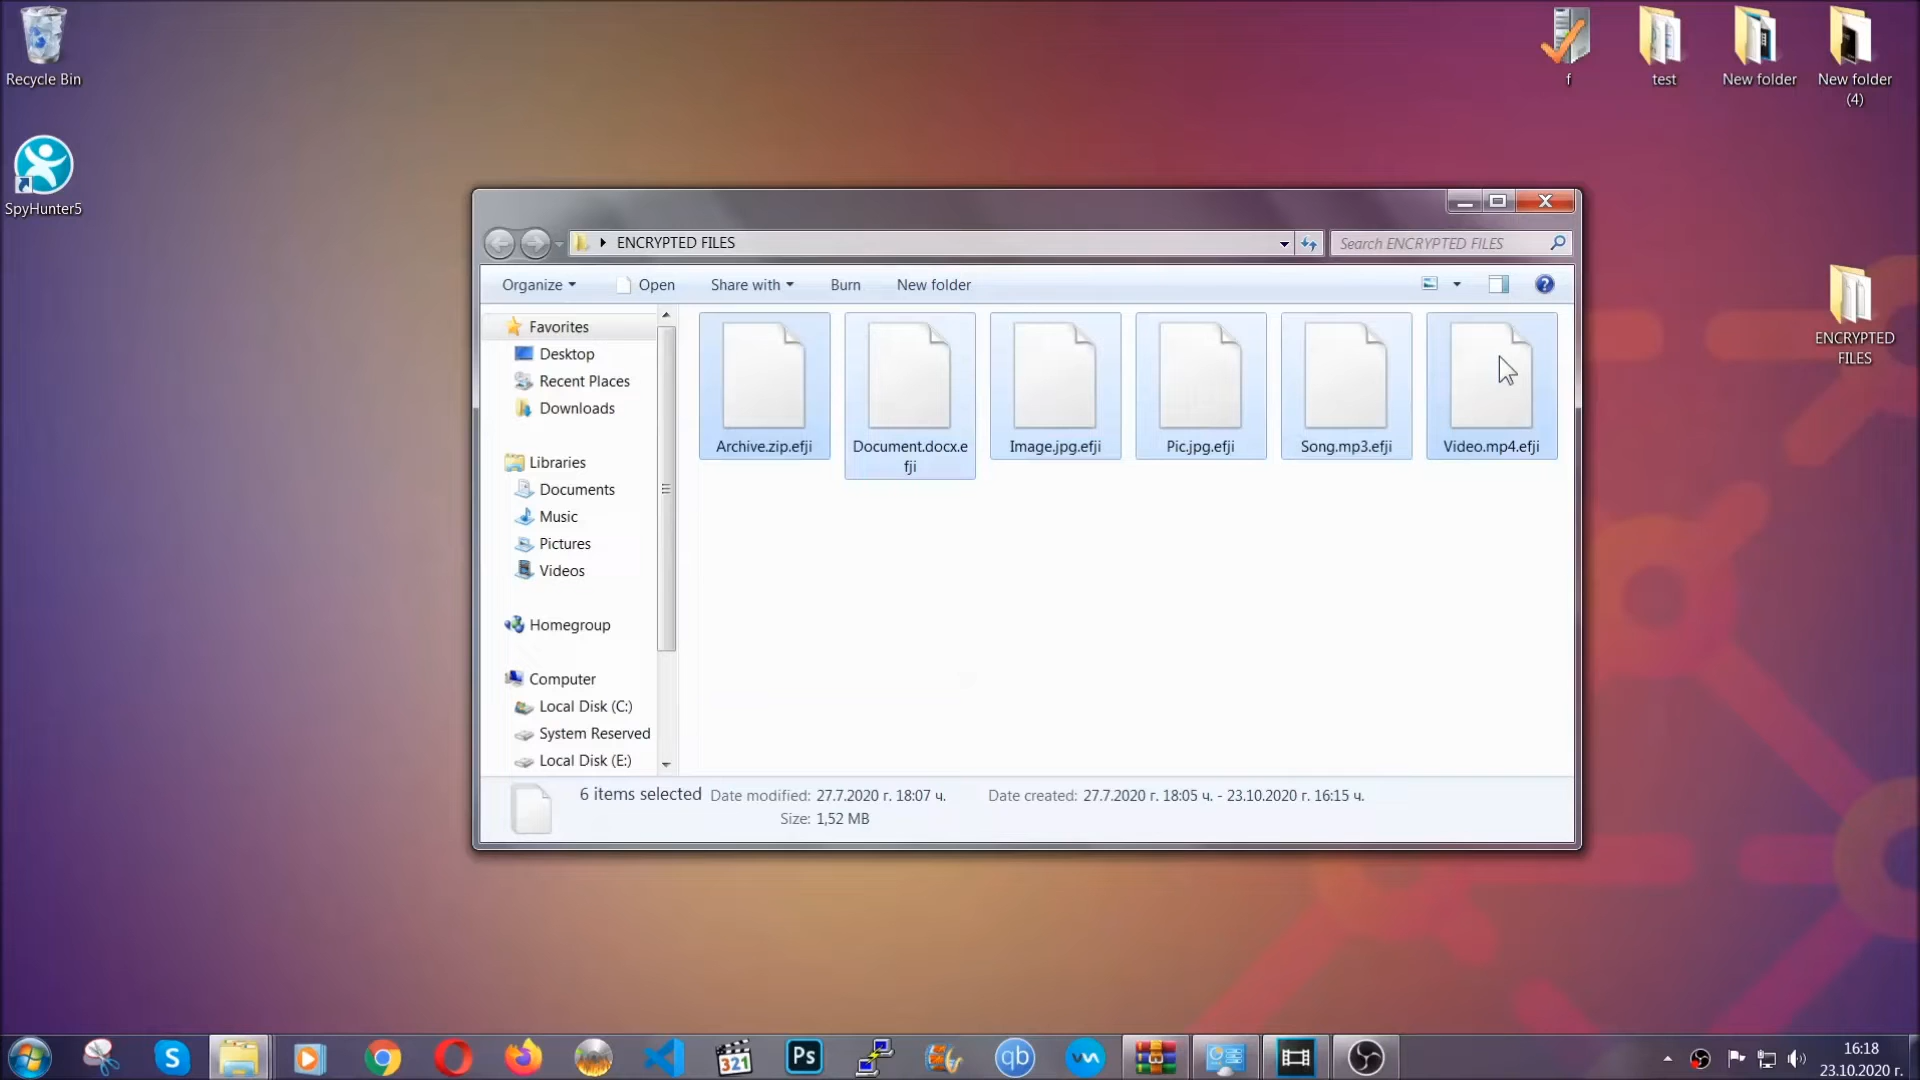 Recycle Bin
SpyHunter5
f
test
New folder
New folder
(4)
ENCRYPTED
FILES
ENCRYPTED FILES
Search ENCRYPTED FILES
Organize
Open
Share with
Burn
New folder
Favorites
Desktop
Recent Places
Downloads
Libraries
Documents
Music
Pictures
Videos
Homegroup
Computer
Local Disk (C:)
System Reserved
Local Disk (E:)
Archive.zip.efji
Document.docx.e
fji
Image.jpg.efji
Pic.jpg.efji
Song.mp3.efji
Video.mp4.efji
6 items selected
Date modified: 27.7.2020 г. 18:07 ч.
Date created: 27.7.2020 г. 18:05 ч. - 23.10.2020 г. 16:15 ч.
Size: 1,52 MB
S
321
Ps
qb
16:18
23.10.2020 г.